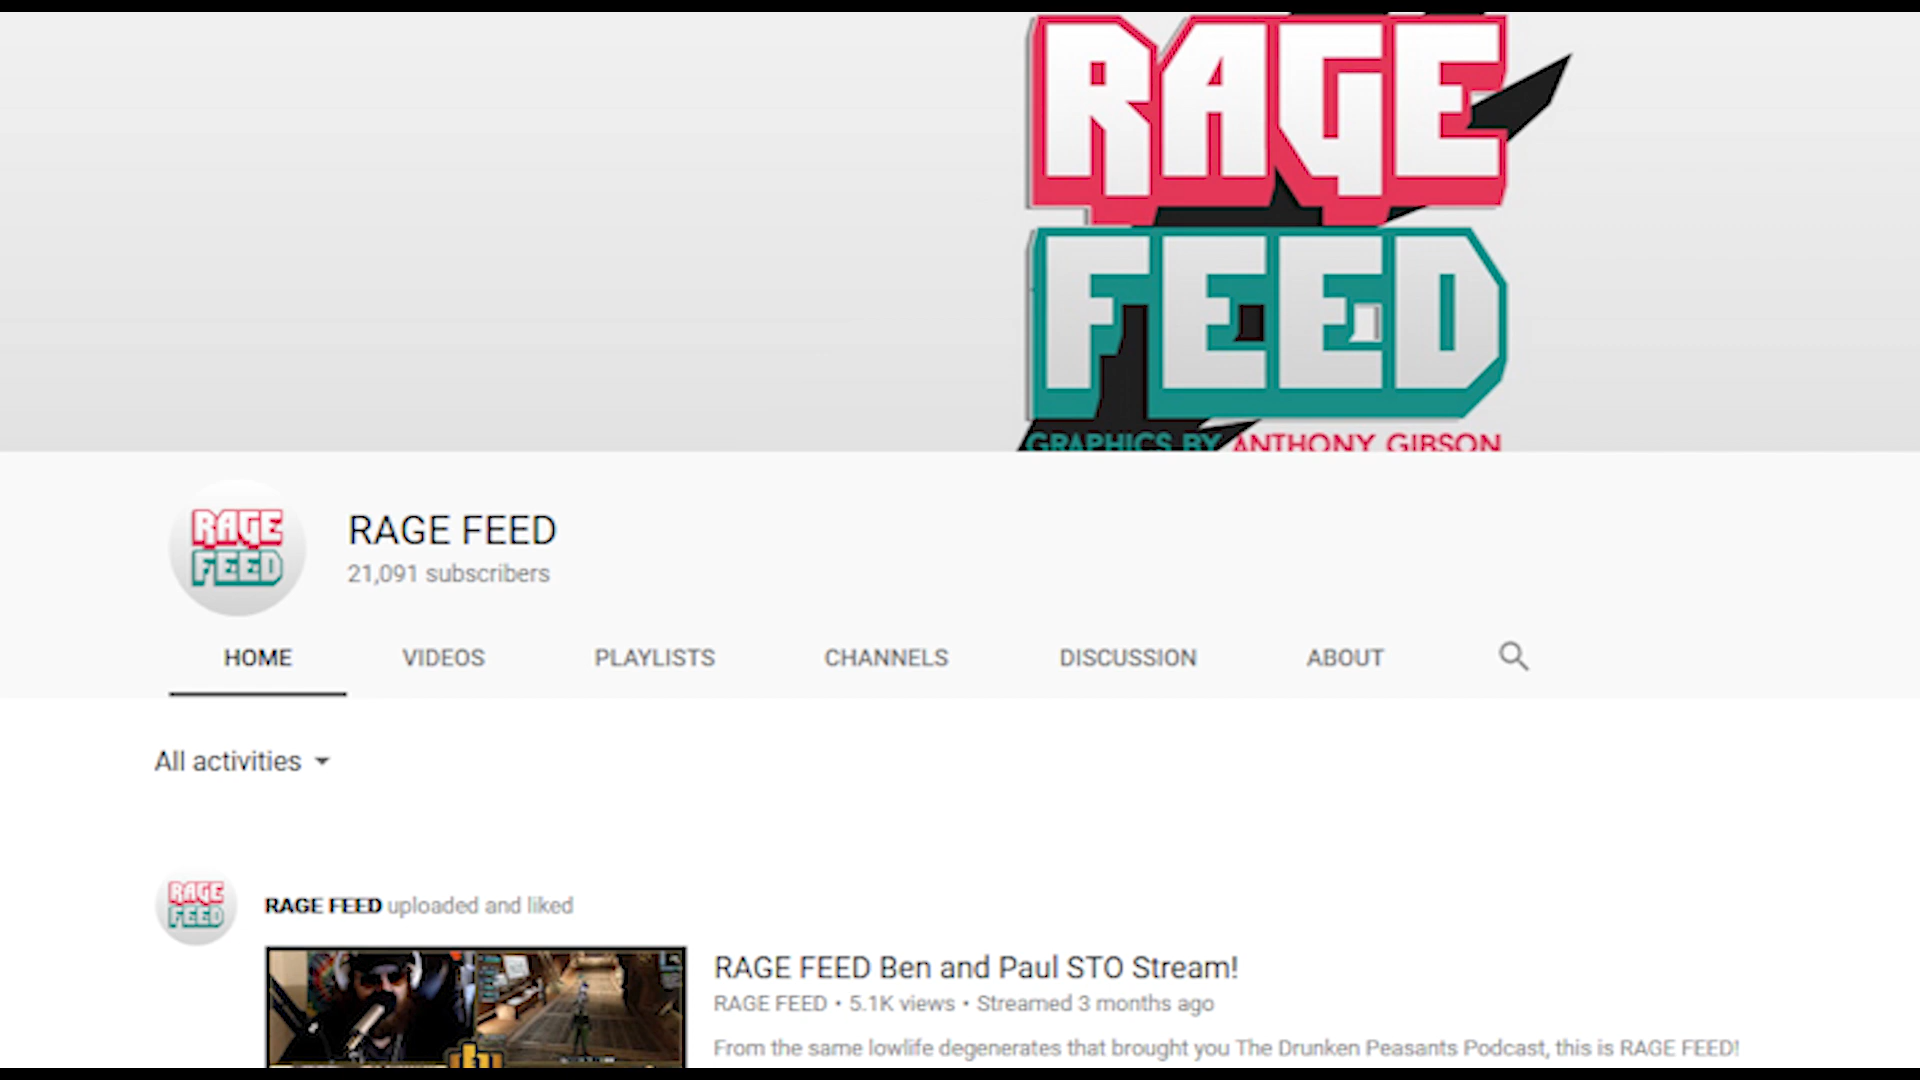 RAGE
FEED
GRAPHICS BY ANTHONY GIBSON
RAGE
FEED
RAGE FEED
21,091 subscribers
HOME VIDEOS PLAYLISTS CHANNELS DISCUSSION ABOUT
All activities
RAGE
FEED
RAGE FEED uploaded and liked
RAGE FEED Ben and Paul STO Stream!
RAGE FEED • 5.1K views • Streamed 3 months ago
From the same lowlife degenerates that brought you The Drunken Peasants Podcast, this is RAGE FEED!